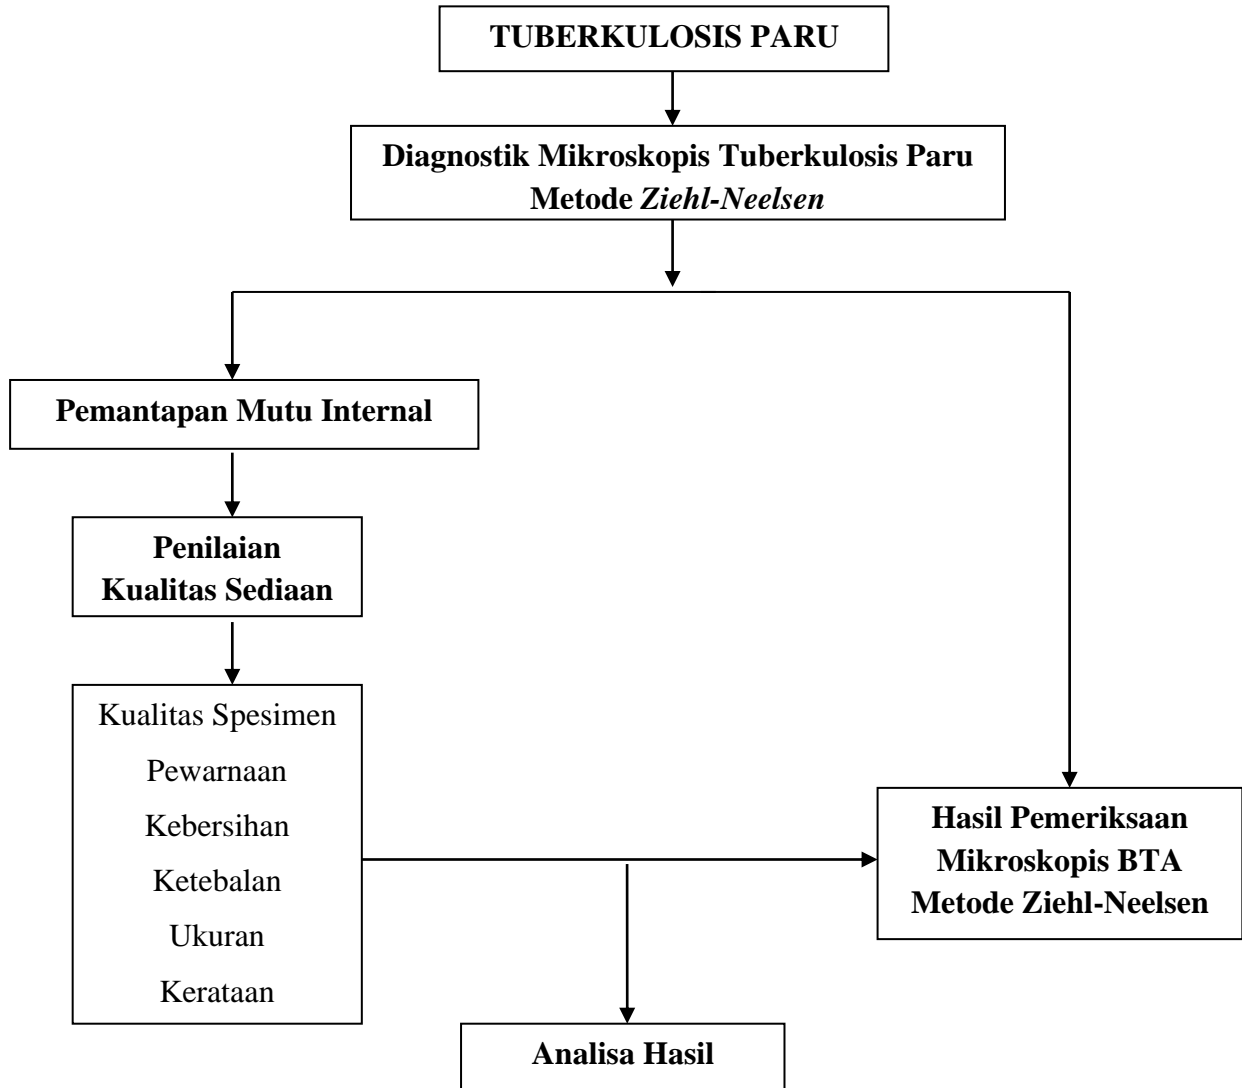 TUBERKULOSIS PARU
Diagnostik Mikroskopis Tuberkulosis Paru
Metode Ziehl-Neelsen
Pemantapan Mutu Internal
Penilaian
Kualitas Sediaan
Kualitas Spesimen
Pewarnaan
Kebersihan
Ketebalan
Ukuran
Kerataan
Hasil Pemeriksaan
Mikroskopis BTA
Metode Ziehl-Neelsen
Analisa Hasil